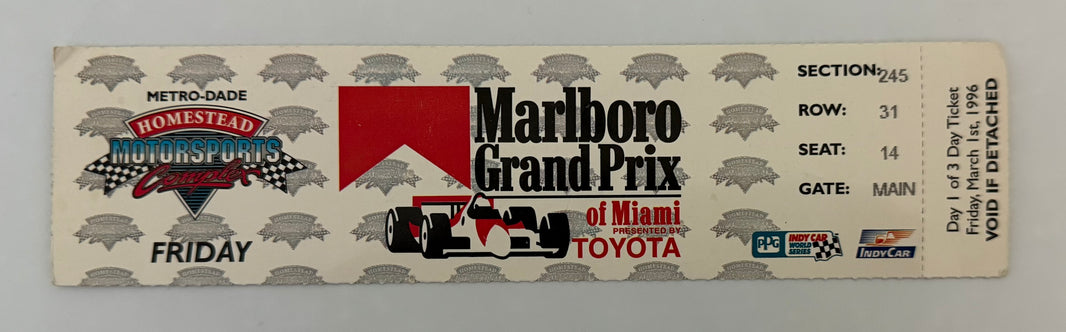 METRO-DADE
HOMESTEAD
MOTORSPORTS
Complex
FRIDAY
Marlboro
Grand Prix
of Miami
PRESENTED BY
TOYOTA
SECTION: 245
ROW: 31
SEAT: 14
GATE: MAIN
PPG INDY CAR
WORLD
SERIES
INDYCAR
Day 1 of 3 Day Ticket
Friday, March 1st, 1996
VOID IF DETACHED